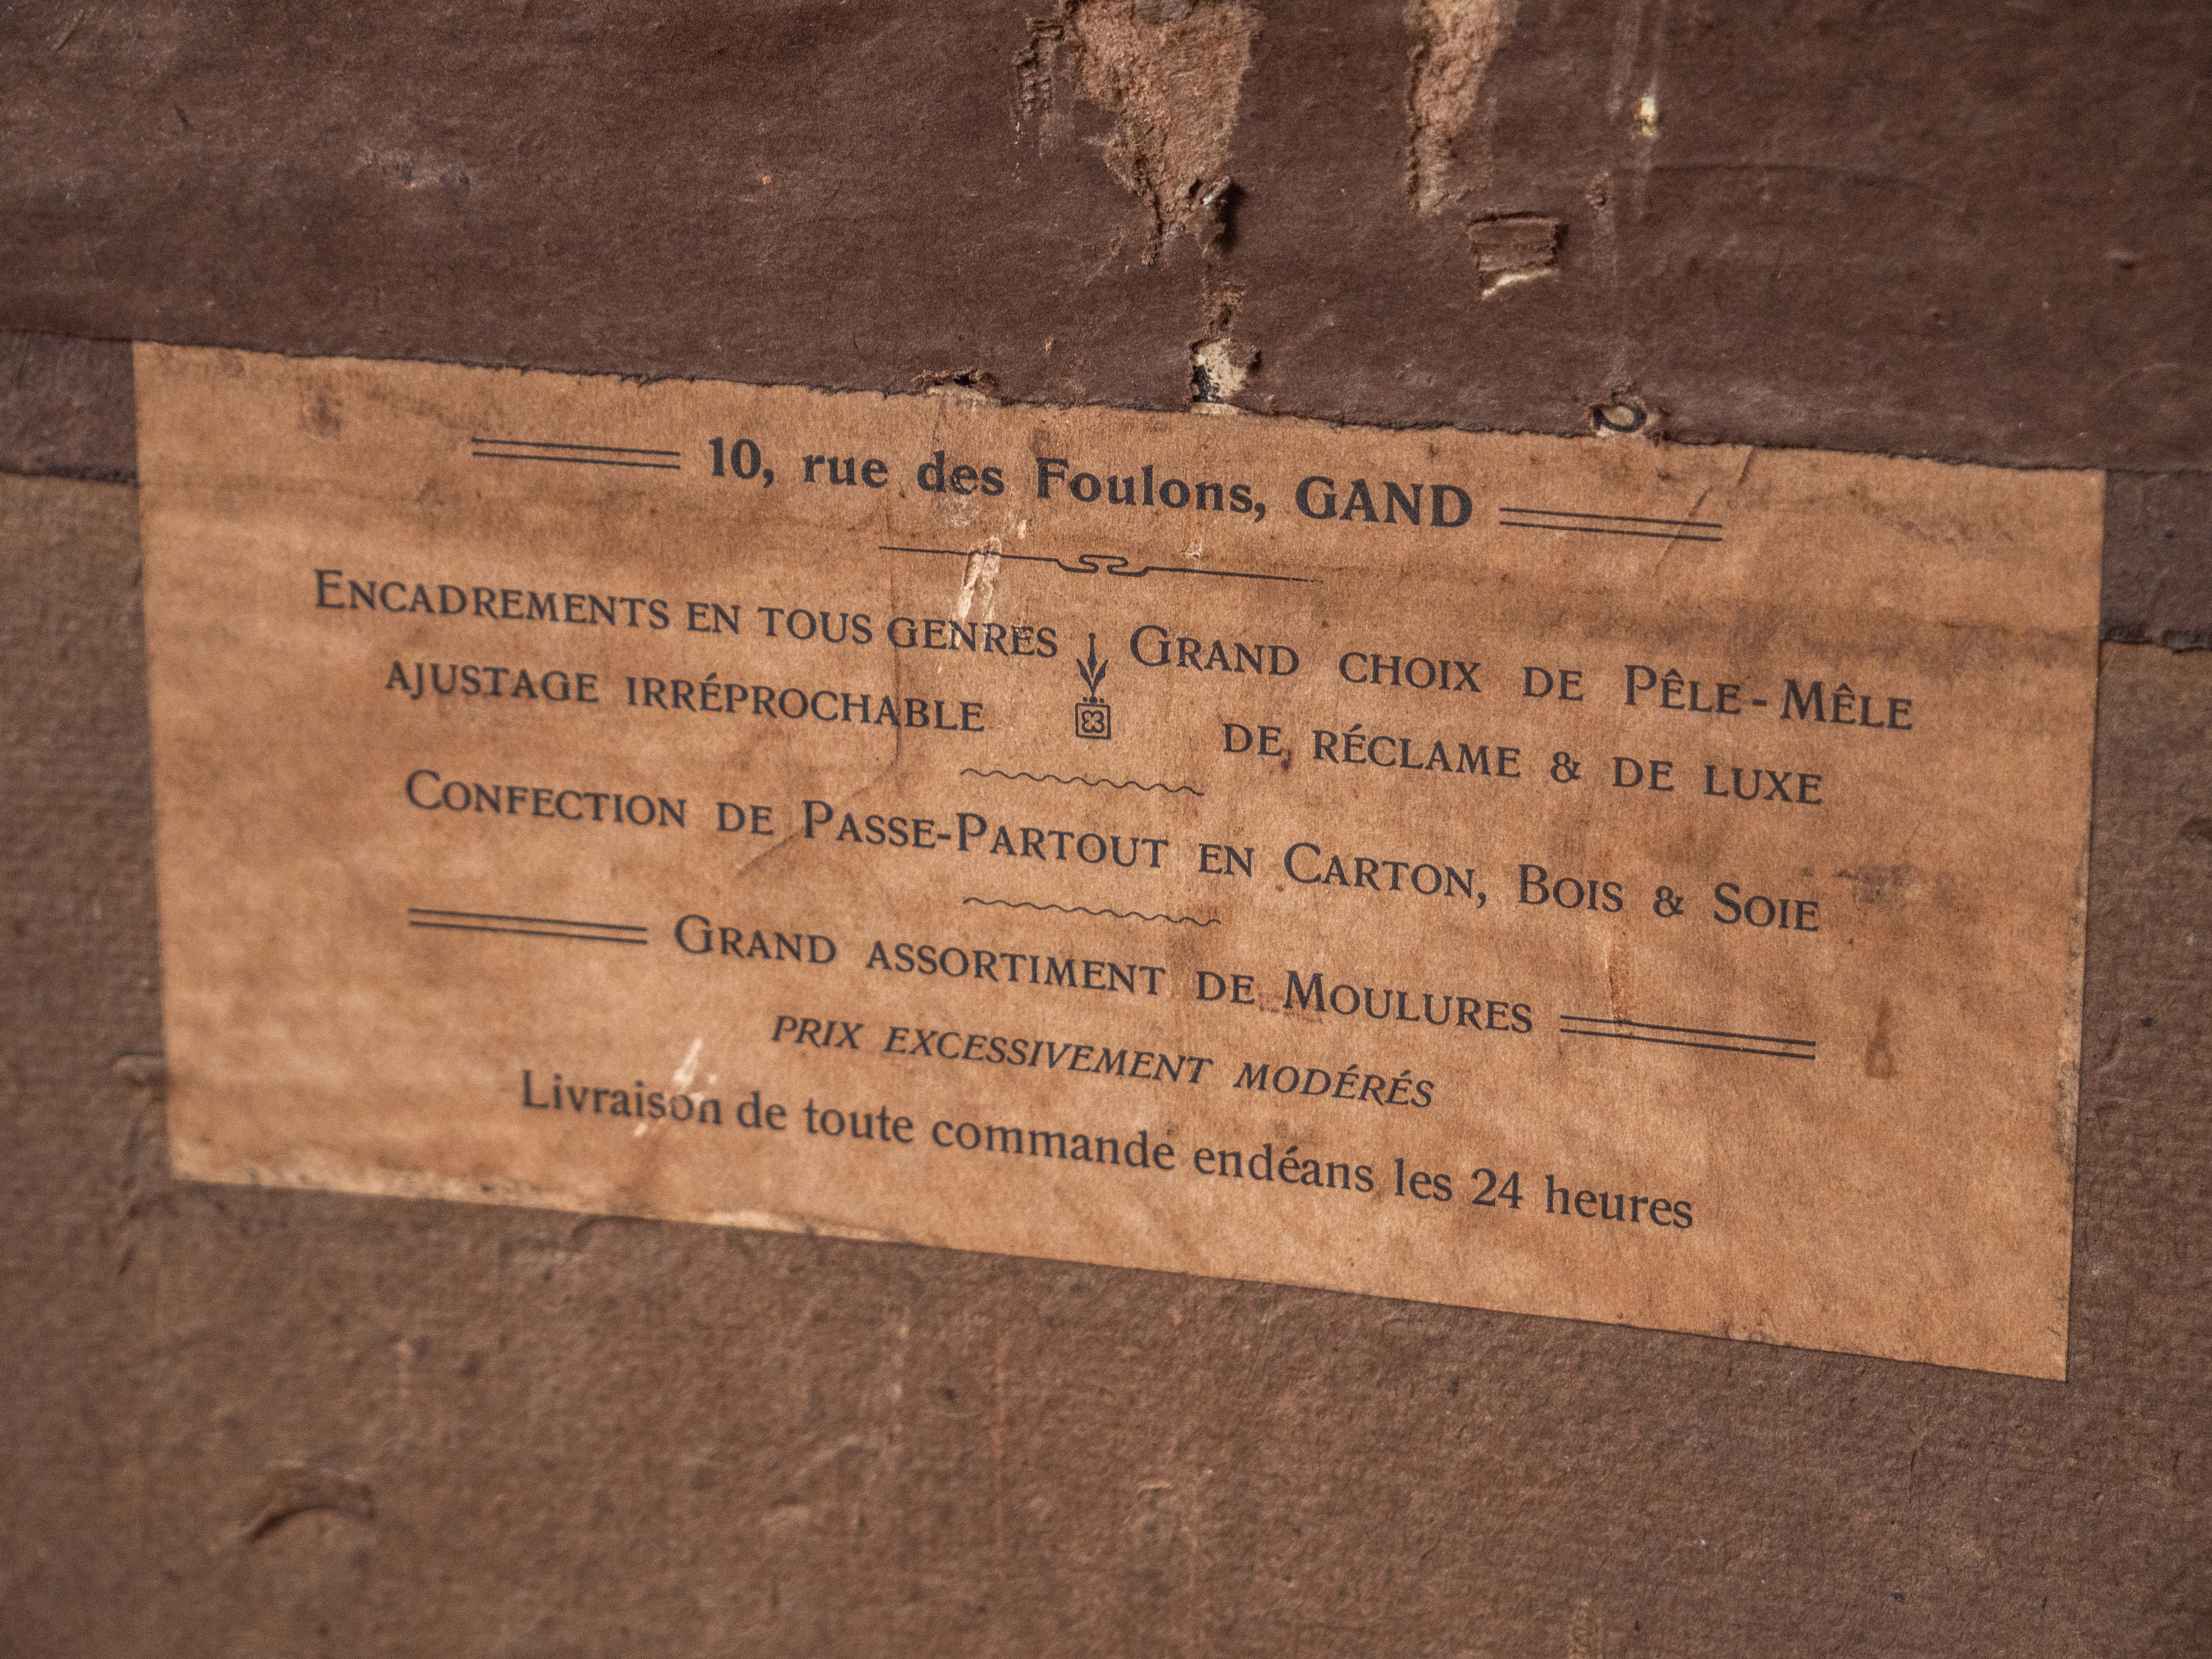 10, rue des Foulons, GAND
ENCADREMENTS EN TOUS GENRES
AJUSTAGE IRRÉPROCHABLE
GRAND CHOIX DE PÊLE-MÊLE
DE RÉCLAME & DE LUXE
CONFECTION DE PASSE-PARTOUT EN CARTON, BOIS & SOIE
GRAND ASSORTIMENT DE MOULURES
PRIX EXCESSIVEMENT MODÉRÉS
Livraison de toute commande endéans les 24 heures